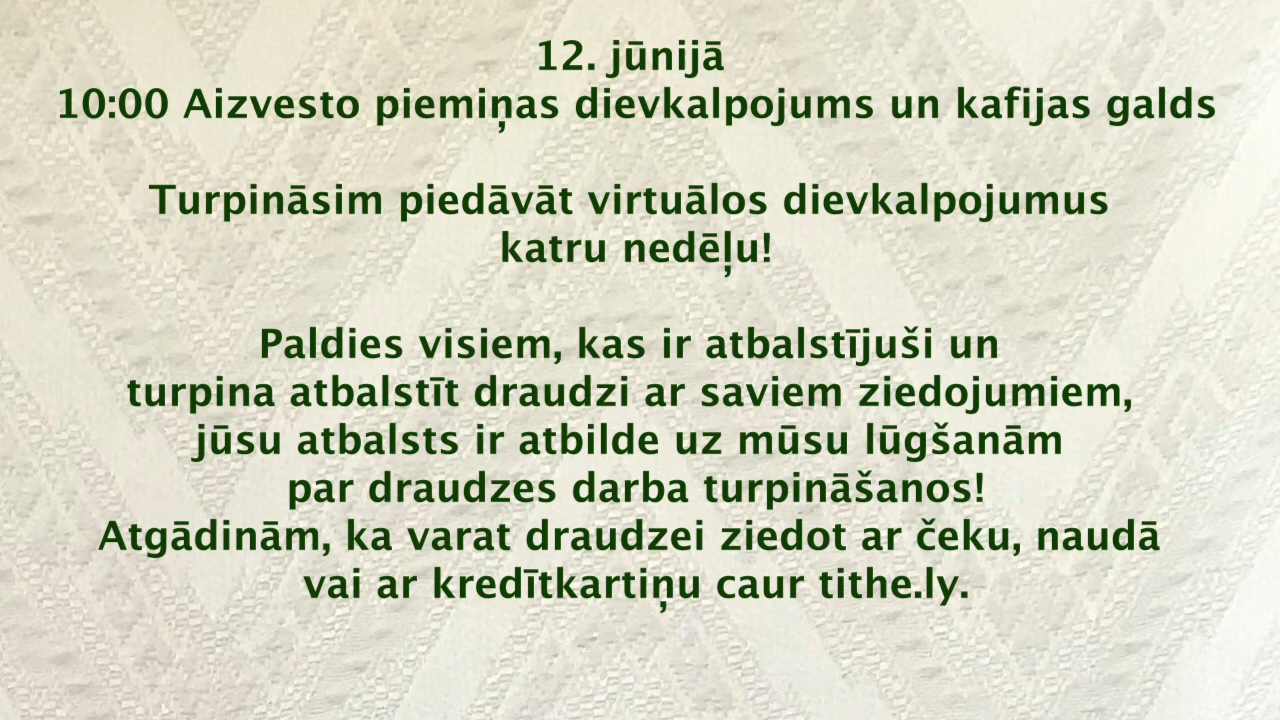 12. jūnijā
10:00 Aizvesto piemiņas dievkalpojums un kafijas galds
Turpināsim piedāvāt virtuālos dievkalpojumus
katru nedēļu!
Paldies visiem, kas ir atbalstījuši un
turpina atbalstīt draudzi ar saviem ziedojumiem,
jūsu atbalsts ir atbilde uz mūsu lūgšanām
par draudzes darba turpināšanos!
Atgādinām, ka varat draudzei ziedot ar čeku, naudā
vai ar kredītkartiņu caur tithe.ly.